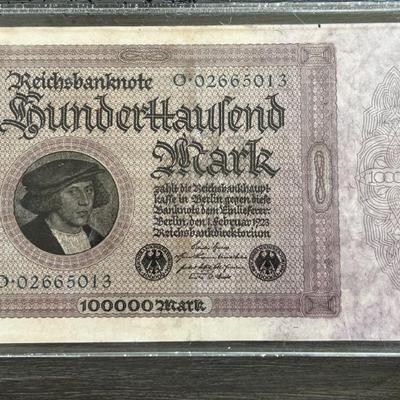 Reichsbanknote O·02665013
Hunderttausend
Mark
zahlt die Reichsbankhaupt
kasse in Berlin gegen diese
Banknote dem Einlieferer.
Berlin, den 1. Februar 1923
Reichsbankdirektorium
O·02665013
100000 Mark
1000